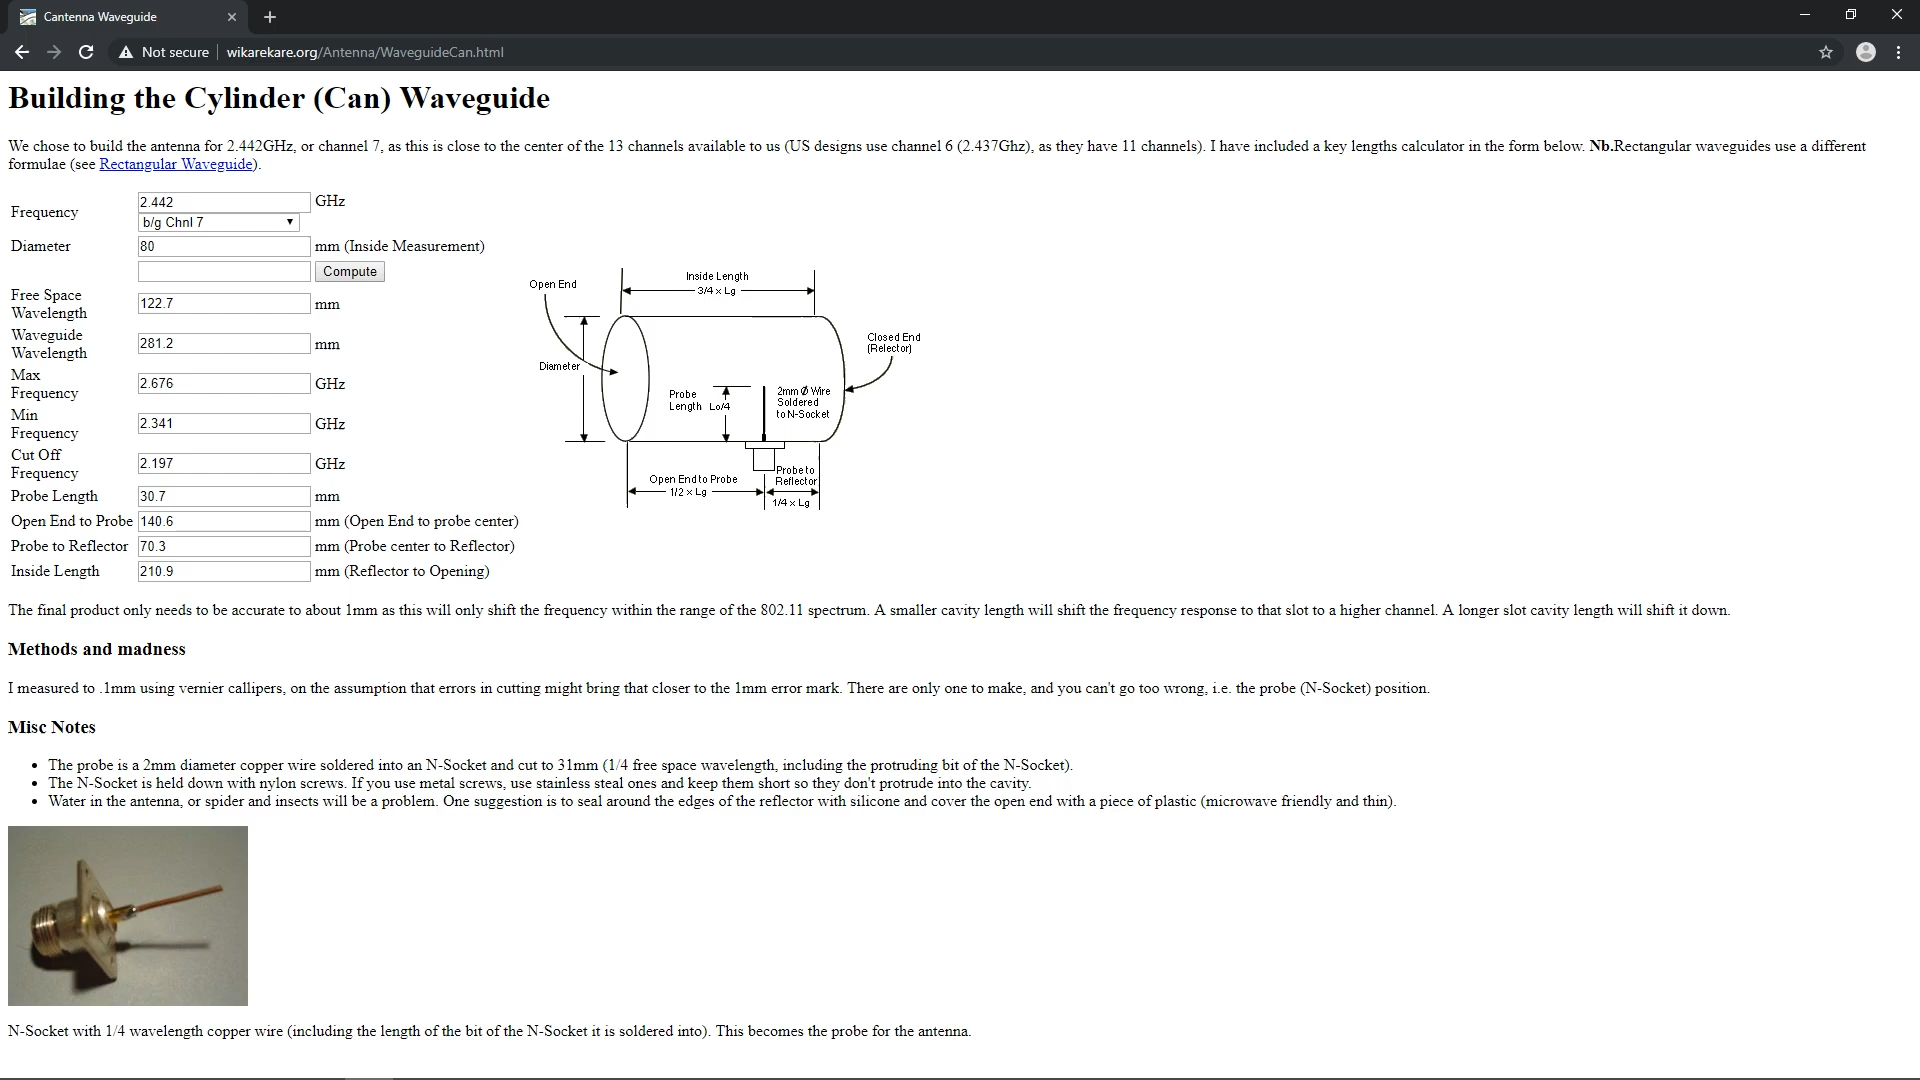 Cantenna Waveguide
Not secure
wikarekare.org/Antenna/WaveguideCan.html
Building the Cylinder (Can) Waveguide
We chose to build the antenna for 2.442GHz, or channel 7, as this is close to the center of the 13 channels available to us (US designs use channel 6 (2.437Ghz), as they have 11 channels). I have included a key lengths calculator in the form below. Nb.Rectangular waveguides use a different
formulae (see Rectangular Waveguide).
Frequency
2.442
GHz
b/g Chnl 7
Diameter
80
mm (Inside Measurement)
Compute
Free Space
Wavelength
122.7
mm
Waveguide
Wavelength
281.2
mm
Max
Frequency
2.676
GHz
Min
Frequency
2.341
GHz
Cut Off
Frequency
2.197
GHz
Probe Length
30.7
mm
Open End to Probe
140.6
mm (Open End to probe center)
Probe to Reflector
70.3
mm (Probe center to Reflector)
Inside Length
210.9
mm (Reflector to Opening)
Open End
Inside Length
3/4 x Lg
Closed End
(Relector)
Diameter
Probe
Length Lo/4
2mm Ø Wire
Soldered
to N-Socket
Open End to Probe
1/2 x Lg
Probe to
Reflector
1/4 x Lg
The final product only needs to be accurate to about 1mm as this will only shift the frequency within the range of the 802.11 spectrum. A smaller cavity length will shift the frequency response to that slot to a higher channel. A longer slot cavity length will shift it down.
Methods and madness
I measured to .1mm using vernier callipers, on the assumption that errors in cutting might bring that closer to the 1mm error mark. There are only one to make, and you can't go too wrong, i.e. the probe (N-Socket) position.
Misc Notes
• The probe is a 2mm diameter copper wire soldered into an N-Socket and cut to 31mm (1/4 free space wavelength, including the protruding bit of the N-Socket).
• The N-Socket is held down with nylon screws. If you use metal screws, use stainless steal ones and keep them short so they don't protrude into the cavity.
• Water in the antenna, or spider and insects will be a problem. One suggestion is to seal around the edges of the reflector with silicone and cover the open end with a piece of plastic (microwave friendly and thin).
N-Socket with 1/4 wavelength copper wire (including the length of the bit of the N-Socket it is soldered into). This becomes the probe for the antenna.